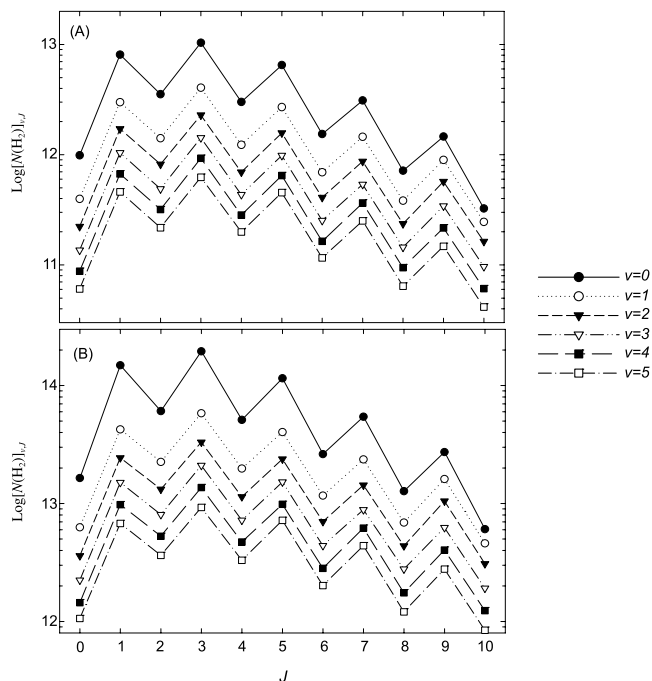 (A)
13
12
11
Log[N(H₂)]ᵥ,J
(B)
14
13
12
Log[N(H₂)]ᵥ,J
0 1 2 3 4 5 6 7 8 9 10
J
v=0
v=1
v=2
v=3
v=4
v=5